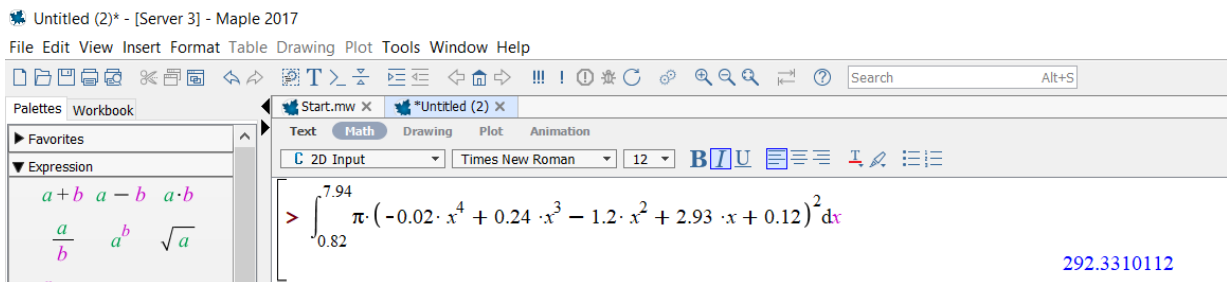 Untitled (2)* - [Server 3] - Maple 2017
File Edit View Insert Format Table Drawing Plot Tools Window Help
Search Alt+S
Palettes Workbook
Start.mw *Untitled (2)
Text Math Drawing Plot Animation
Favorites
C 2D Input Times New Roman 12 B I U
Expression
a + b a − b a·b
a/b a^b √a
> ∫_{0.82}^{7.94} π·(-0.02·x^4 + 0.24·x^3 − 1.2·x^2 + 2.93·x + 0.12)^2 dx
292.3310112